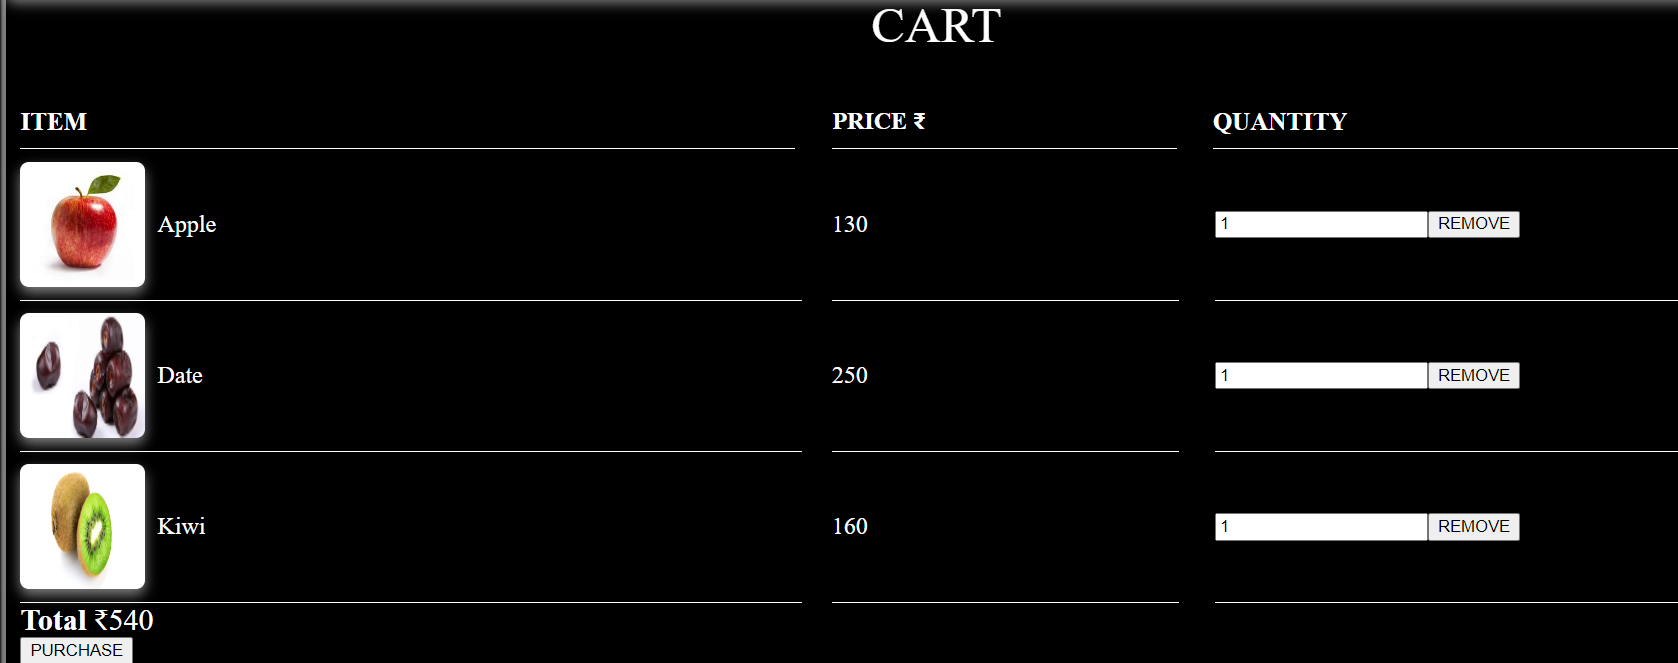 CART
ITEM PRICE ₹ QUANTITY
Apple 130 1 REMOVE
Date 250 1 REMOVE
Kiwi 160 1 REMOVE
Total ₹540
PURCHASE